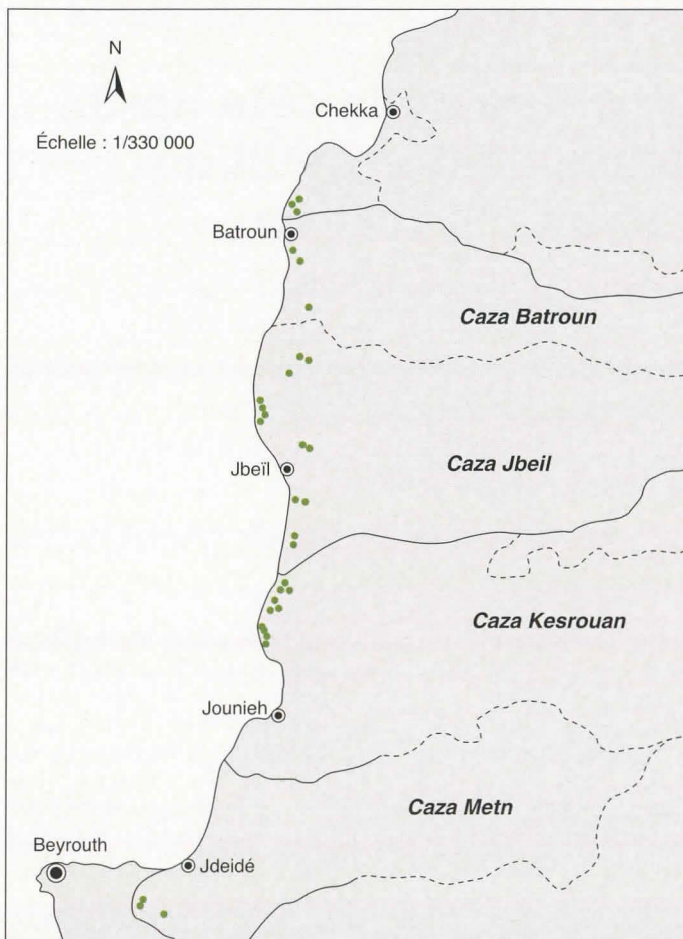 N
Échelle : 1/330 000
Chekka
Batroun
Caza Batroun
Jbeïl
Caza Jbeil
Caza Kesrouan
Jounieh
Caza Metn
Beyrouth
Jdeidé